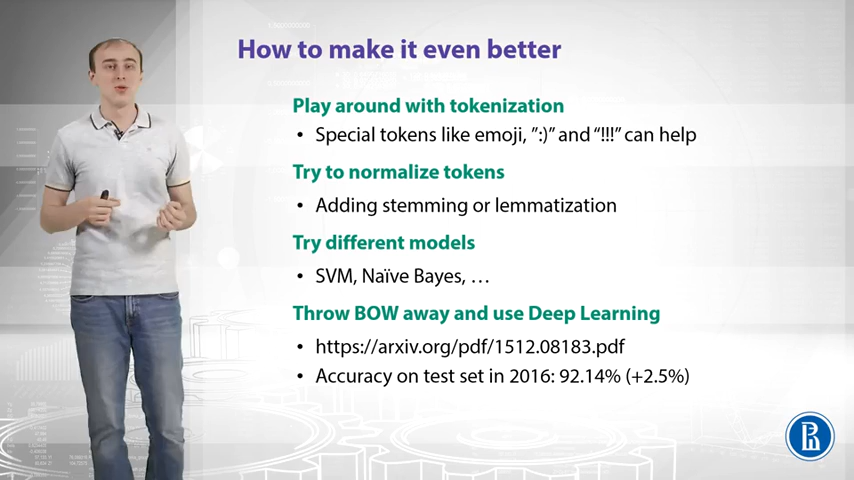 How to make it even better
Play around with tokenization
• Special tokens like emoji, ”:)” and “!!!” can help
Try to normalize tokens
• Adding stemming or lemmatization
Try different models
• SVM, Naïve Bayes, …
Throw BOW away and use Deep Learning
• https://arxiv.org/pdf/1512.08183.pdf
• Accuracy on test set in 2016: 92.14% (+2.5%)